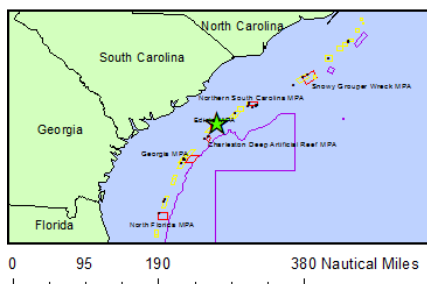 North Carolina
South Carolina
Snowy Grouper Wreck MPA
Northern South Carolina MPA
MPA
Georgia
Charleston Deep Artificial Reef MPA
Georgia MPA
Florida
North Florida MPA
0 95 190 380 Nautical Miles